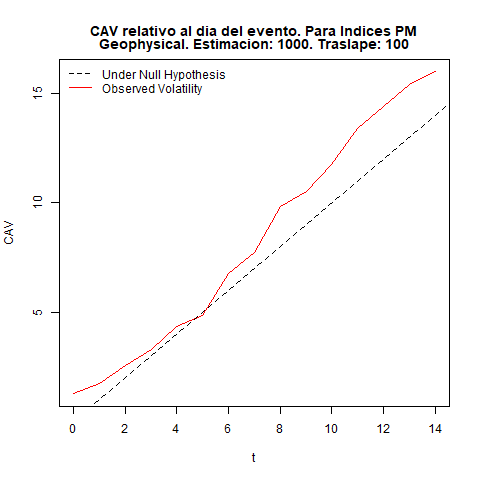 CAV relativo al dia del evento. Para Indices PM
Geophysical. Estimacion: 1000. Traslape: 100
Under Null Hypothesis
Observed Volatility
15
10
5
CAV
0 2 4 6 8 10 12 14
t